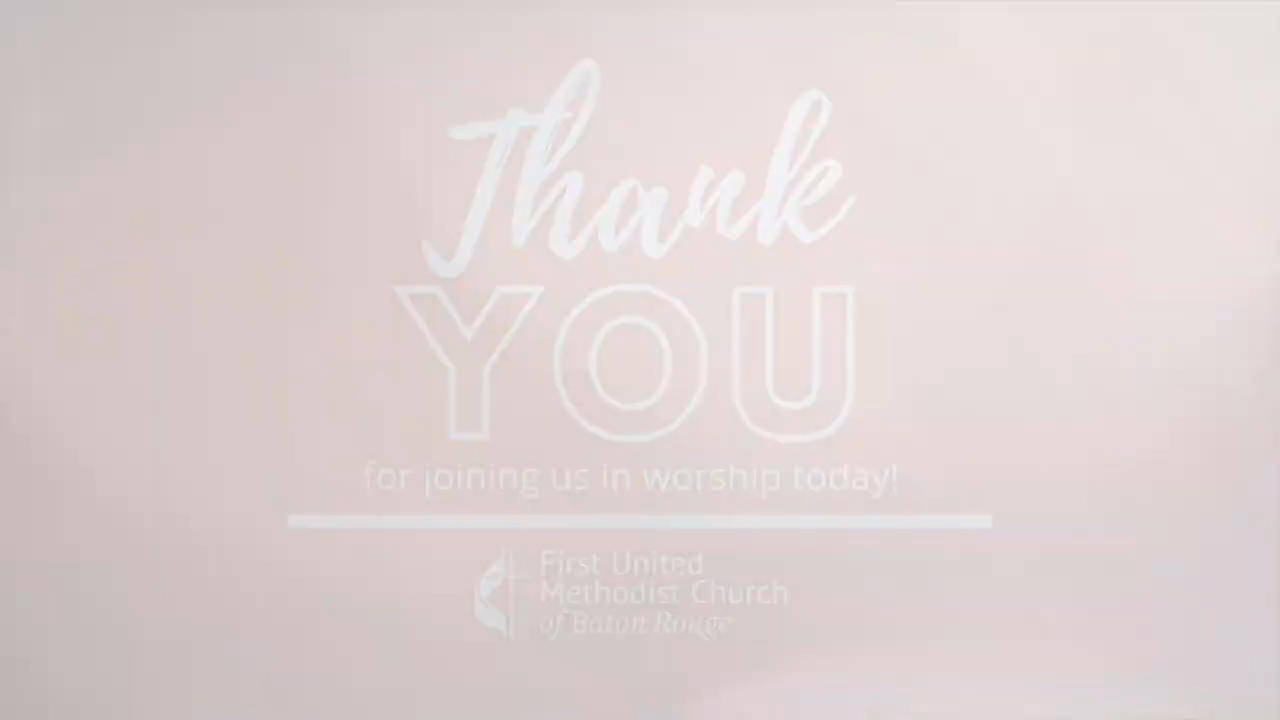 Thank
YOU
for joining us in worship today!
First United
Methodist Church
of Baton Rouge